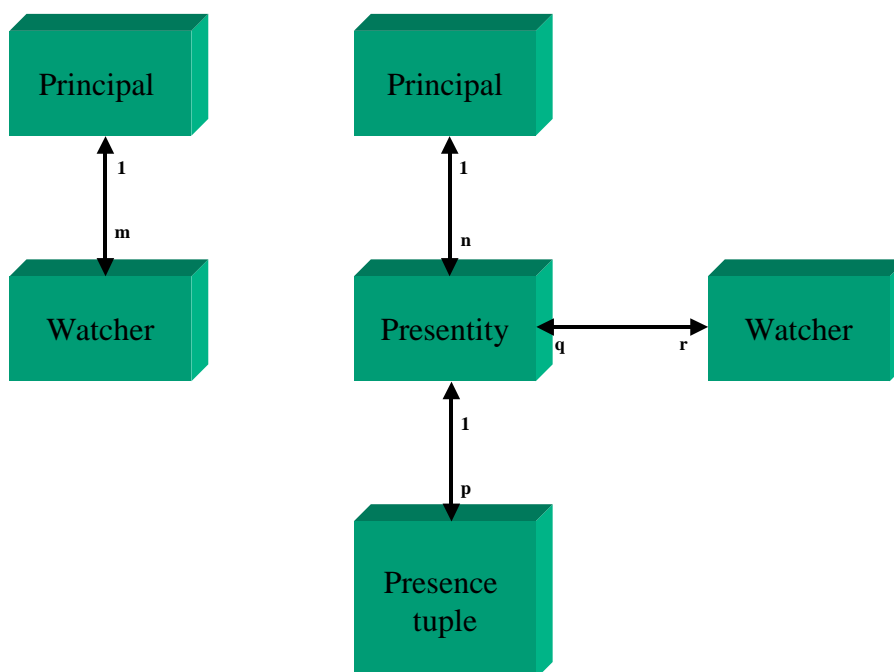 Principal
Principal
1
1
m
n
Watcher
Presentity
Watcher
q
r
1
p
Presence
tuple